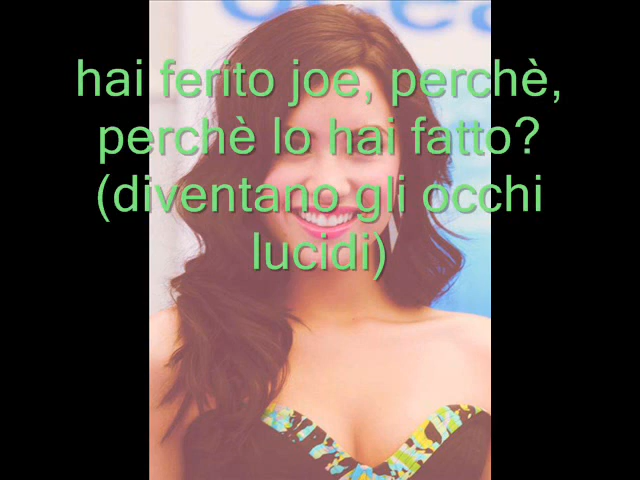 hai ferito joe, perchè,
perchè lo hai fatto?
(diventano gli occhi
lucidi)